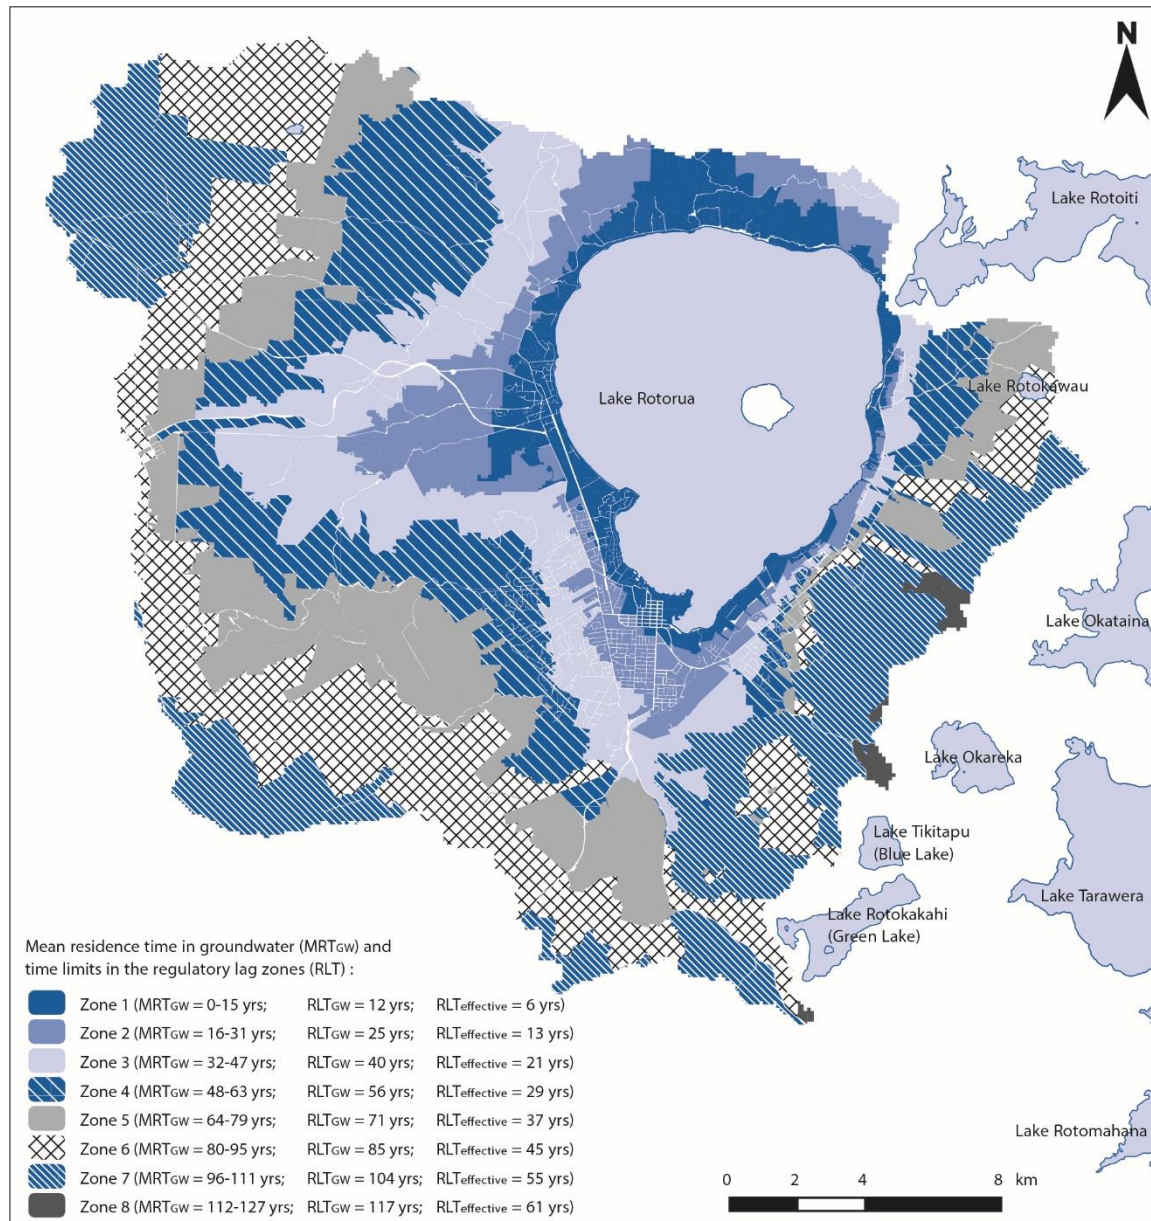 N
Lake Rotoiti
Lake Rotorua
Lake Rotokawau
Lake Okataina
Lake Okareka
Lake Tikitapu
(Blue Lake)
Lake Tarawera
Lake Rotokakahi
(Green Lake)
Lake Rotomahana
Mean residence time in groundwater (MRTGW) and
time limits in the regulatory lag zones (RLT) :
Zone 1 (MRTGW = 0-15 yrs; RLTGW = 12 yrs; RLTeffective = 6 yrs)
Zone 2 (MRTGW = 16-31 yrs; RLTGW = 25 yrs; RLTeffective = 13 yrs)
Zone 3 (MRTGW = 32-47 yrs; RLTGW = 40 yrs; RLTeffective = 21 yrs)
Zone 4 (MRTGW = 48-63 yrs; RLTGW = 56 yrs; RLTeffective = 29 yrs)
Zone 5 (MRTGW = 64-79 yrs; RLTGW = 71 yrs; RLTeffective = 37 yrs)
Zone 6 (MRTGW = 80-95 yrs; RLTGW = 85 yrs; RLTeffective = 45 yrs)
Zone 7 (MRTGW = 96-111 yrs; RLTGW = 104 yrs; RLTeffective = 55 yrs)
Zone 8 (MRTGW = 112-127 yrs; RLTGW = 117 yrs; RLTeffective = 61 yrs)
0 2 4 8 km